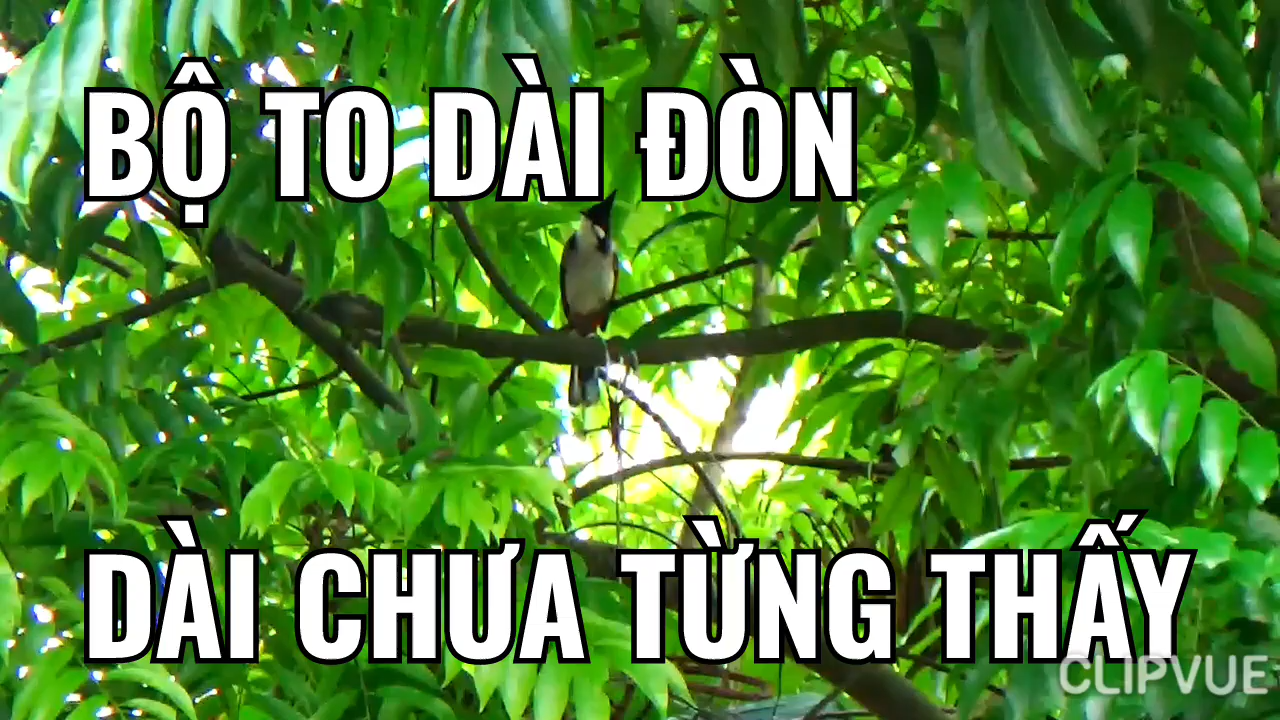 BỘ TO DÀI ĐÒN
DÀI CHƯA TỪNG THẤY
CLIPVUE